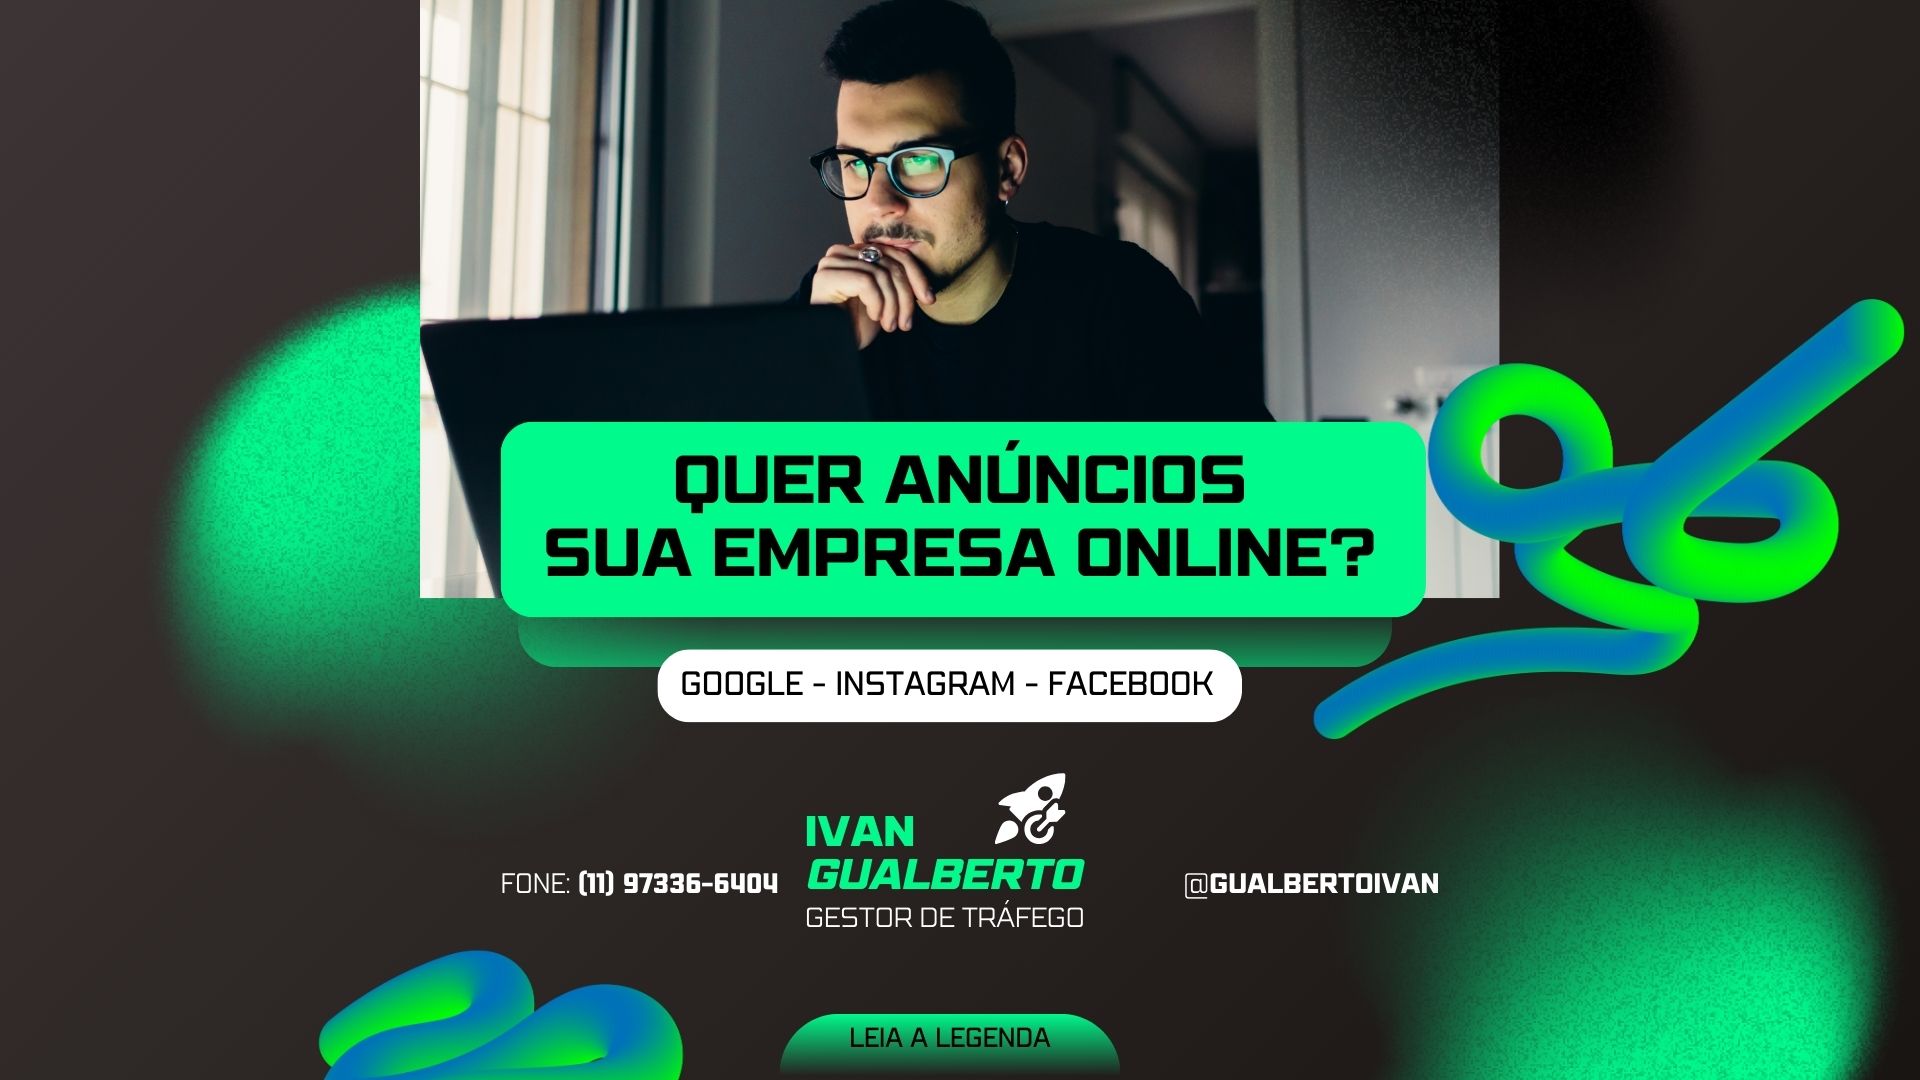 QUER ANÚNCIOS
SUA EMPRESA ONLINE?
GOOGLE - INSTAGRAM - FACEBOOK
IVAN
GUALBERTO
GESTOR DE TRÁFEGO
FONE: (11) 97336-6404
@GUALBERTOIVAN
LEIA A LEGENDA